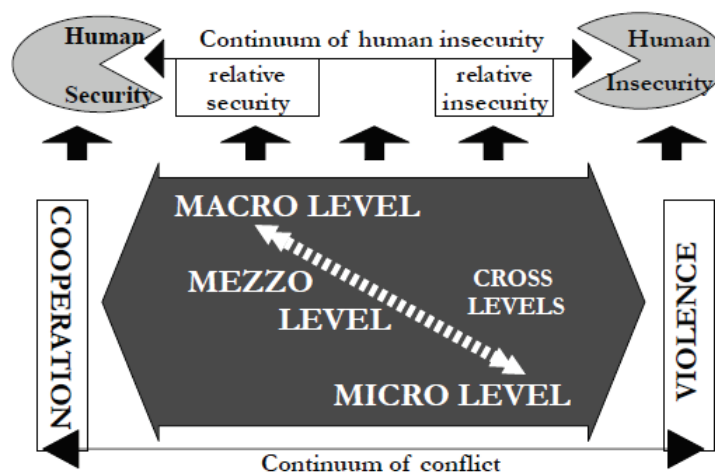 Human
Security
Continuum of human insecurity
Human
Insecurity
relative
security
relative
insecurity
COOPERATION
MACRO LEVEL
MEZZO
LEVEL
CROSS
LEVELS
MICRO LEVEL
VIOLENCE
Continuum of conflict